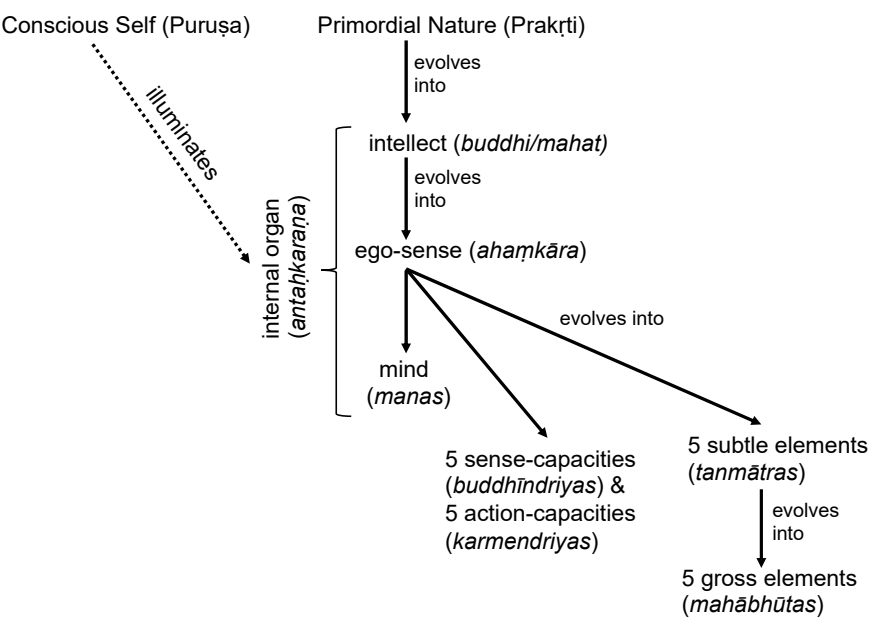 Conscious Self (Puruṣa)
Primordial Nature (Prakṛti)
evolves
into
illuminates
intellect (buddhi/mahat)
evolves
into
internal organ
(antaḥkaraṇa)
ego-sense (ahaṃkāra)
evolves into
mind
(manas)
5 sense-capacities
(buddhīndriyas) &
5 action-capacities
(karmendriyas)
5 subtle elements
(tanmātras)
evolves
into
5 gross elements
(mahābhūtas)